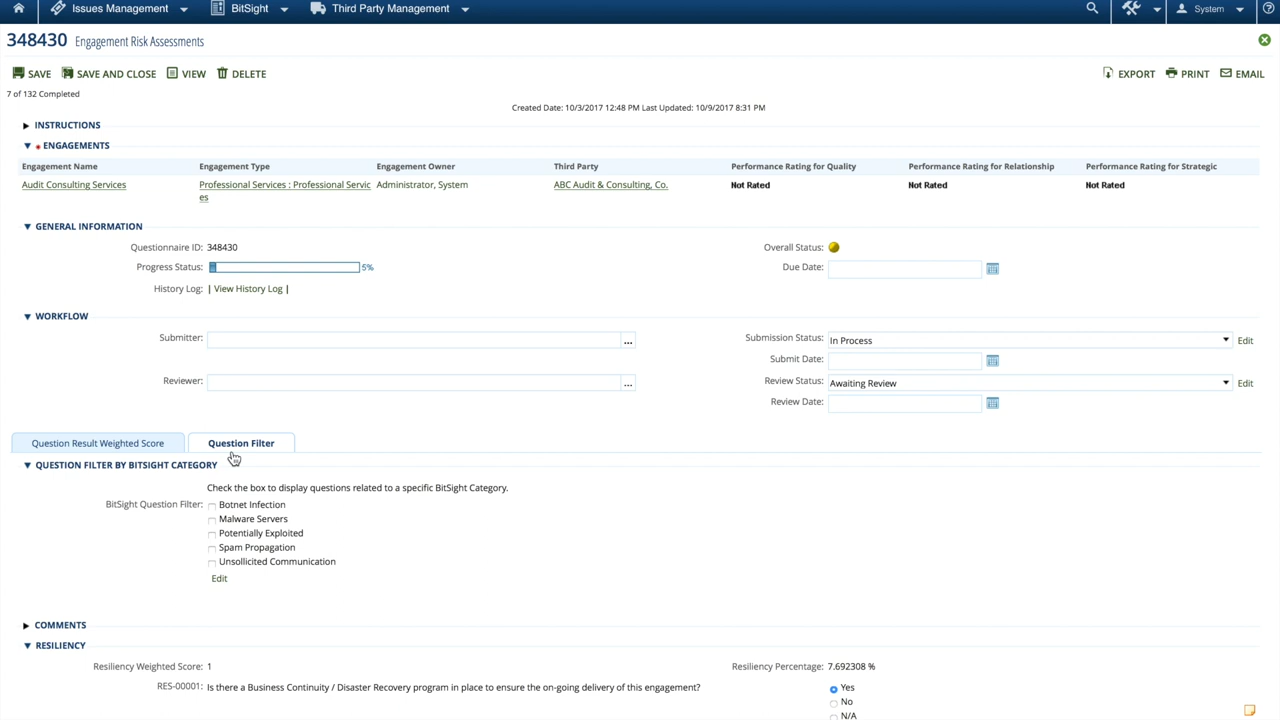 Issues Management BitSight Third Party Management System
348430 Engagement Risk Assessments
SAVE SAVE AND CLOSE VIEW DELETE EXPORT PRINT EMAIL
7 of 132 Completed
Created Date: 10/3/2017 12:48 PM Last Updated: 10/9/2017 8:31 PM
INSTRUCTIONS
ENGAGEMENTS
Engagement Name Engagement Type Engagement Owner Third Party Performance Rating for Quality Performance Rating for Relationship Performance Rating for Strategic
Audit Consulting Services Professional Services : Professional Servic Administrator, System ABC Audit & Consulting, Co. Not Rated Not Rated Not Rated
es
GENERAL INFORMATION
Questionnaire ID: 348430 Overall Status:
Progress Status: 5% Due Date:
History Log: | View History Log |
WORKFLOW
Submitter: ... Submission Status: In Process Edit
Submit Date:
Reviewer: ... Review Status: Awaiting Review Edit
Review Date:
Question Result Weighted Score Question Filter
QUESTION FILTER BY BITSIGHT CATEGORY
Check the box to display questions related to a specific BitSight Category.
BitSight Question Filter: Botnet Infection
Malware Servers
Potentially Exploited
Spam Propagation
Unsollicited Communication
Edit
COMMENTS
RESILIENCY
Resiliency Weighted Score: 1 Resiliency Percentage: 7.692308 %
RES-00001: Is there a Business Continuity / Disaster Recovery program in place to ensure the on-going delivery of this engagement? Yes
No
N/A